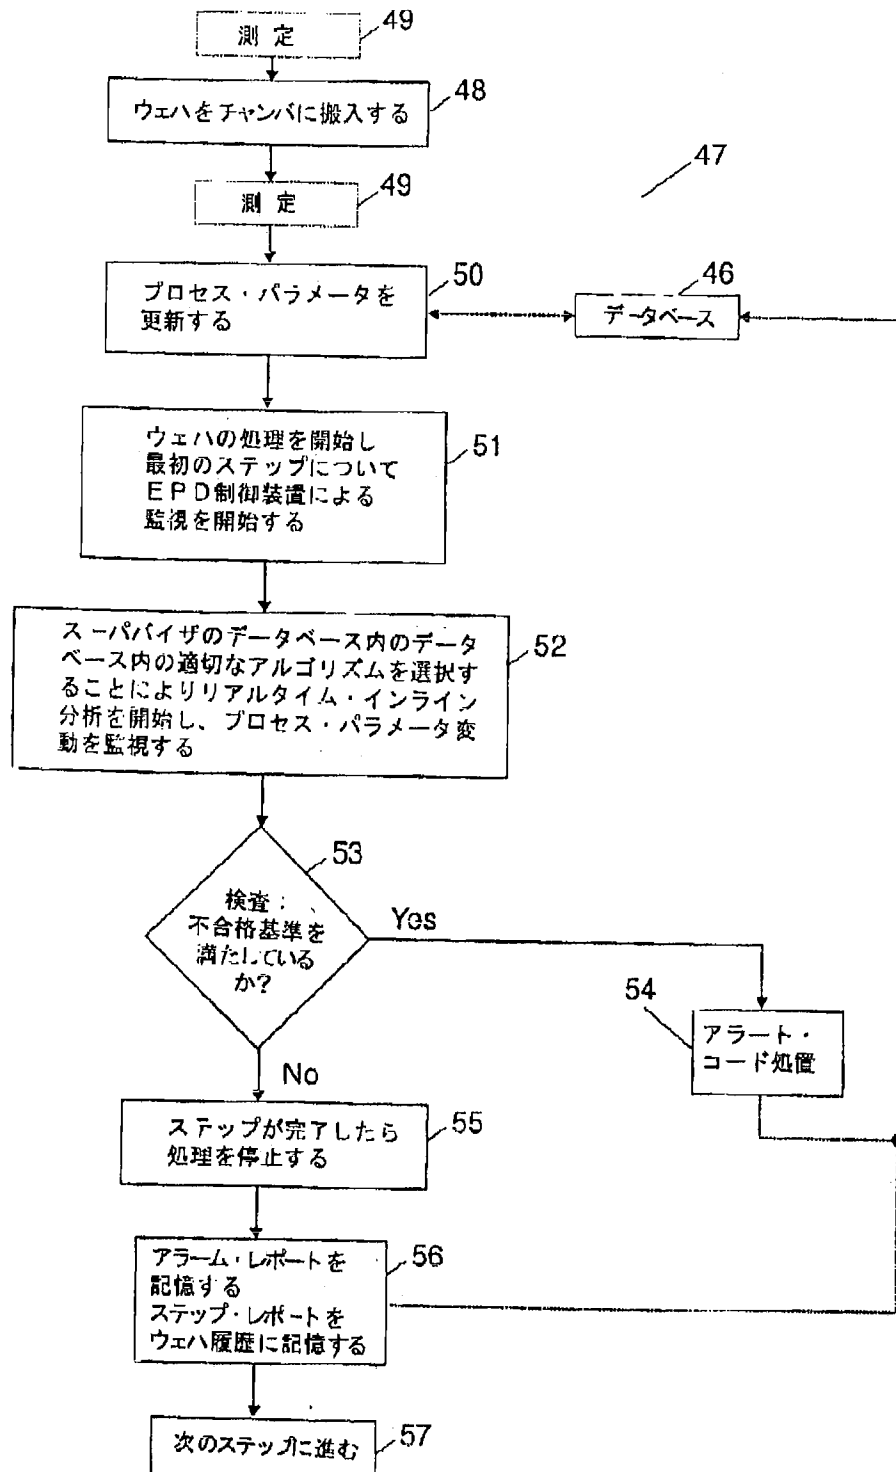 測定
49
ウェハをチャンバに搬入する
48
測定
49
47
プロセス・パラメータを
更新する
50
データベース
46
ウェハの処理を開始し
最初のステップについて
EPD制御装置による
監視を開始する
51
スーパバイザのデータベース内のデータ
ベース内の適切なアルゴリズムを選択す
ることによりリアルタイム・インライン
分析を開始し、プロセス・パラメータ変
動を監視する
52
検査:
不合格基準を
満たしている
か?
53
Yes
アラート・
コード処置
54
No
ステップが完了したら
処理を停止する
55
アラーム・レポートを
記憶する
ステップ・レポートを
ウェハ履歴に記憶する
56
次のステップに進む
57